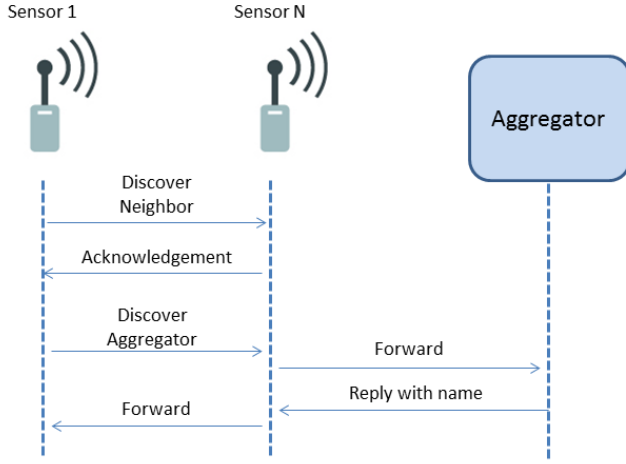 Sensor 1
Sensor N
Aggregator
Discover
Neighbor
Acknowledgement
Discover
Aggregator
Forward
Reply with name
Forward